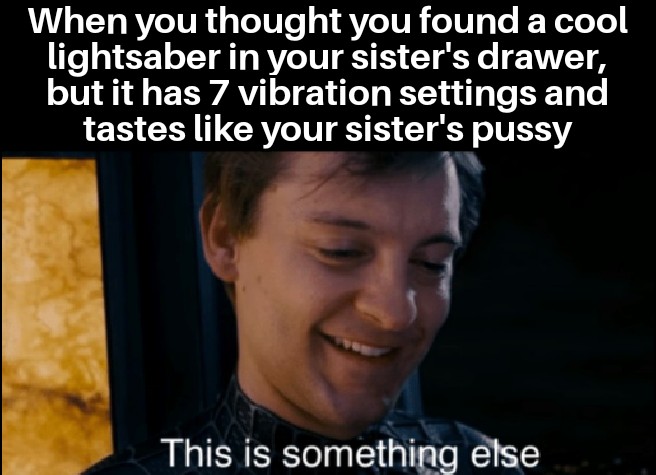 When you thought you found a cool
lightsaber in your sister's drawer,
but it has 7 vibration settings and
tastes like your sister's pussy
This is something else